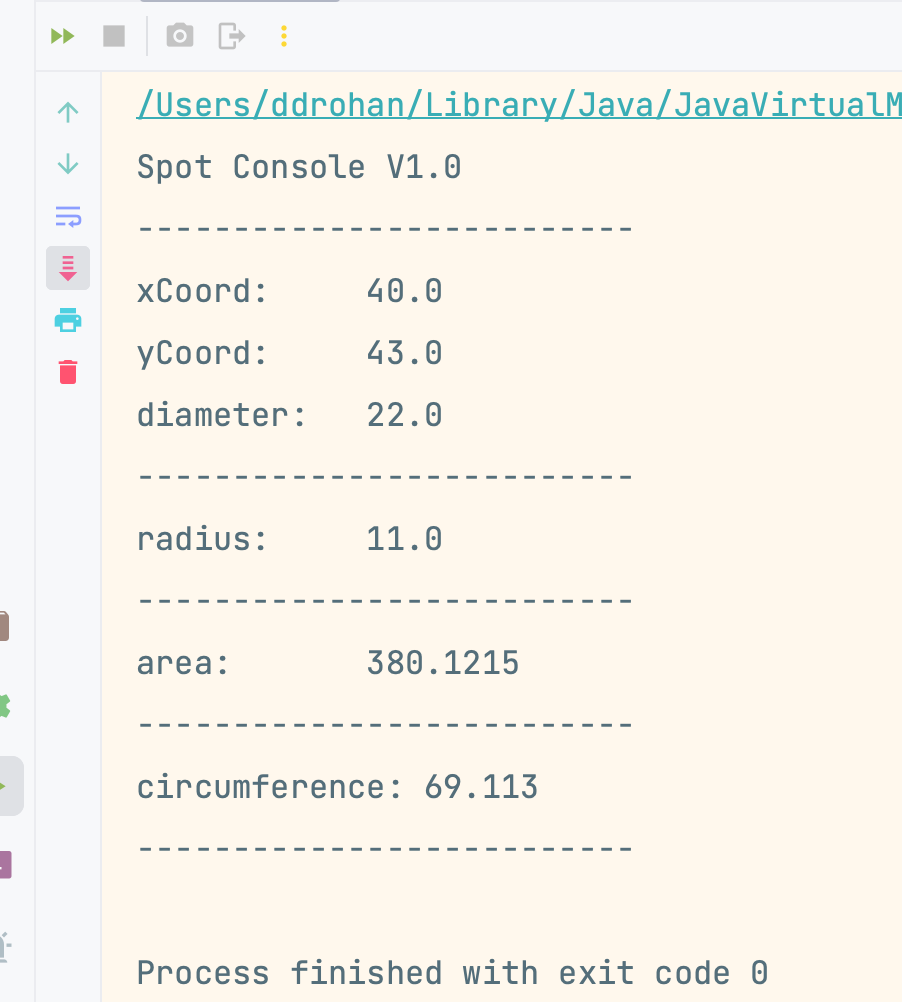 /Users/ddrohan/Library/Java/JavaVirtualM
Spot Console V1.0
--------------------------
xCoord:     40.0
yCoord:     43.0
diameter:   22.0
--------------------------
radius:     11.0
--------------------------
area:       380.1215
--------------------------
circumference: 69.113
--------------------------
Process finished with exit code 0